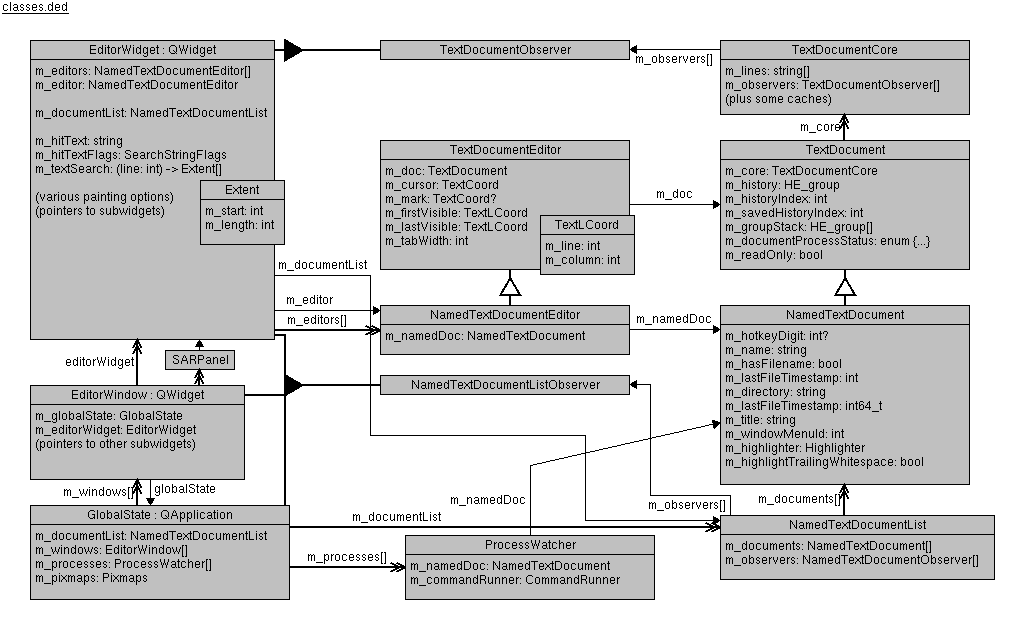 classes.ded
EditorWidget : QWidget
m_editors: NamedTextDocumentEditor[]
m_editor: NamedTextDocumentEditor
m_documentList: NamedTextDocumentList
m_hitText: string
m_hitTextFlags: SearchStringFlags
m_textSearch: (line: int) -> Extent[]
(various painting options)
(pointers to subwidgets)
Extent
m_start: int
m_length: int
TextDocumentObserver
m_observers[]
TextDocumentCore
m_lines: string[]
m_observers: TextDocumentObserver[]
(plus some caches)
m_core
TextDocumentEditor
m_doc: TextDocument
m_cursor: TextCoord
m_mark: TextCoord?
m_firstVisible: TextLCoord
m_lastVisible: TextLCoord
m_tabWidth: int
TextLCoord
m_line: int
m_column: int
m_doc
TextDocument
m_core: TextDocumentCore
m_history: HE_group
m_historyIndex: int
m_savedHistoryIndex: int
m_groupStack: HE_group[]
m_documentProcessStatus: enum {...}
m_readOnly: bool
m_documentList
m_editor
m_editors[]
NamedTextDocumentEditor
m_namedDoc: NamedTextDocument
m_namedDoc
NamedTextDocument
m_hotkeyDigit: int?
m_name: string
m_hasFilename: bool
m_lastFileTimestamp: int
m_directory: string
m_lastFileTimestamp: int64_t
m_title: string
m_windowMenuId: int
m_highlighter: Highlighter
m_highlightTrailingWhitespace: bool
editorWidget
SARPanel
NamedTextDocumentListObserver
EditorWindow : QWidget
m_globalState: GlobalState
m_editorWidget: EditorWidget
(pointers to other subwidgets)
m_windows[]
globalState
m_namedDoc
m_observers[]
m_documents[]
GlobalState : QApplication
m_documentList: NamedTextDocumentList
m_windows: EditorWindow[]
m_processes: ProcessWatcher[]
m_pixmaps: Pixmaps
m_documentList
m_processes[]
ProcessWatcher
m_namedDoc: NamedTextDocument
m_commandRunner: CommandRunner
NamedTextDocumentList
m_documents: NamedTextDocument[]
m_observers: NamedTextDocumentObserver[]